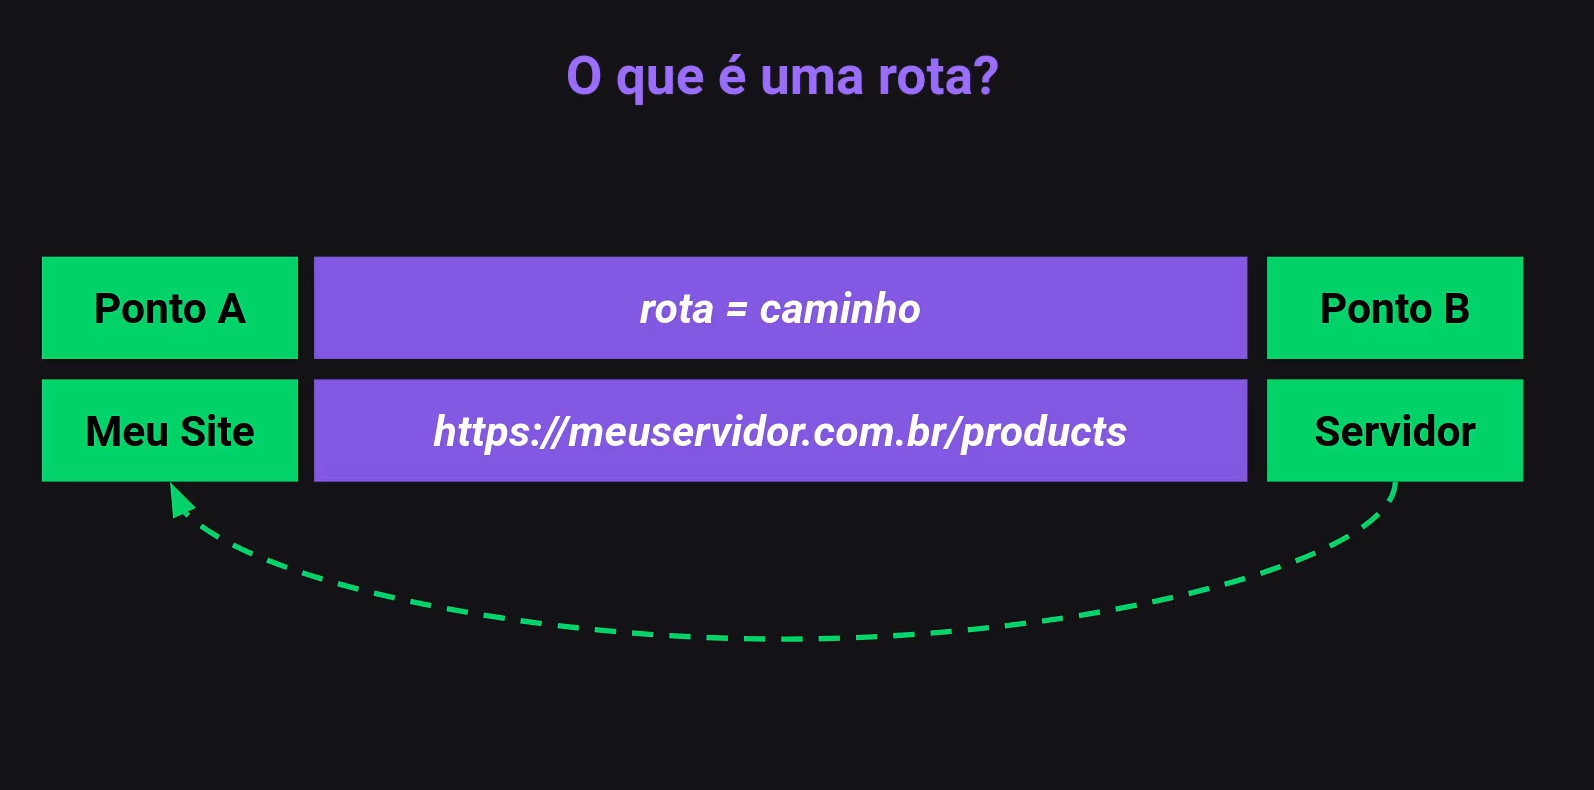 O que é uma rota?
Ponto A
rota = caminho
Ponto B
Meu Site
https://meuservidor.com.br/products
Servidor